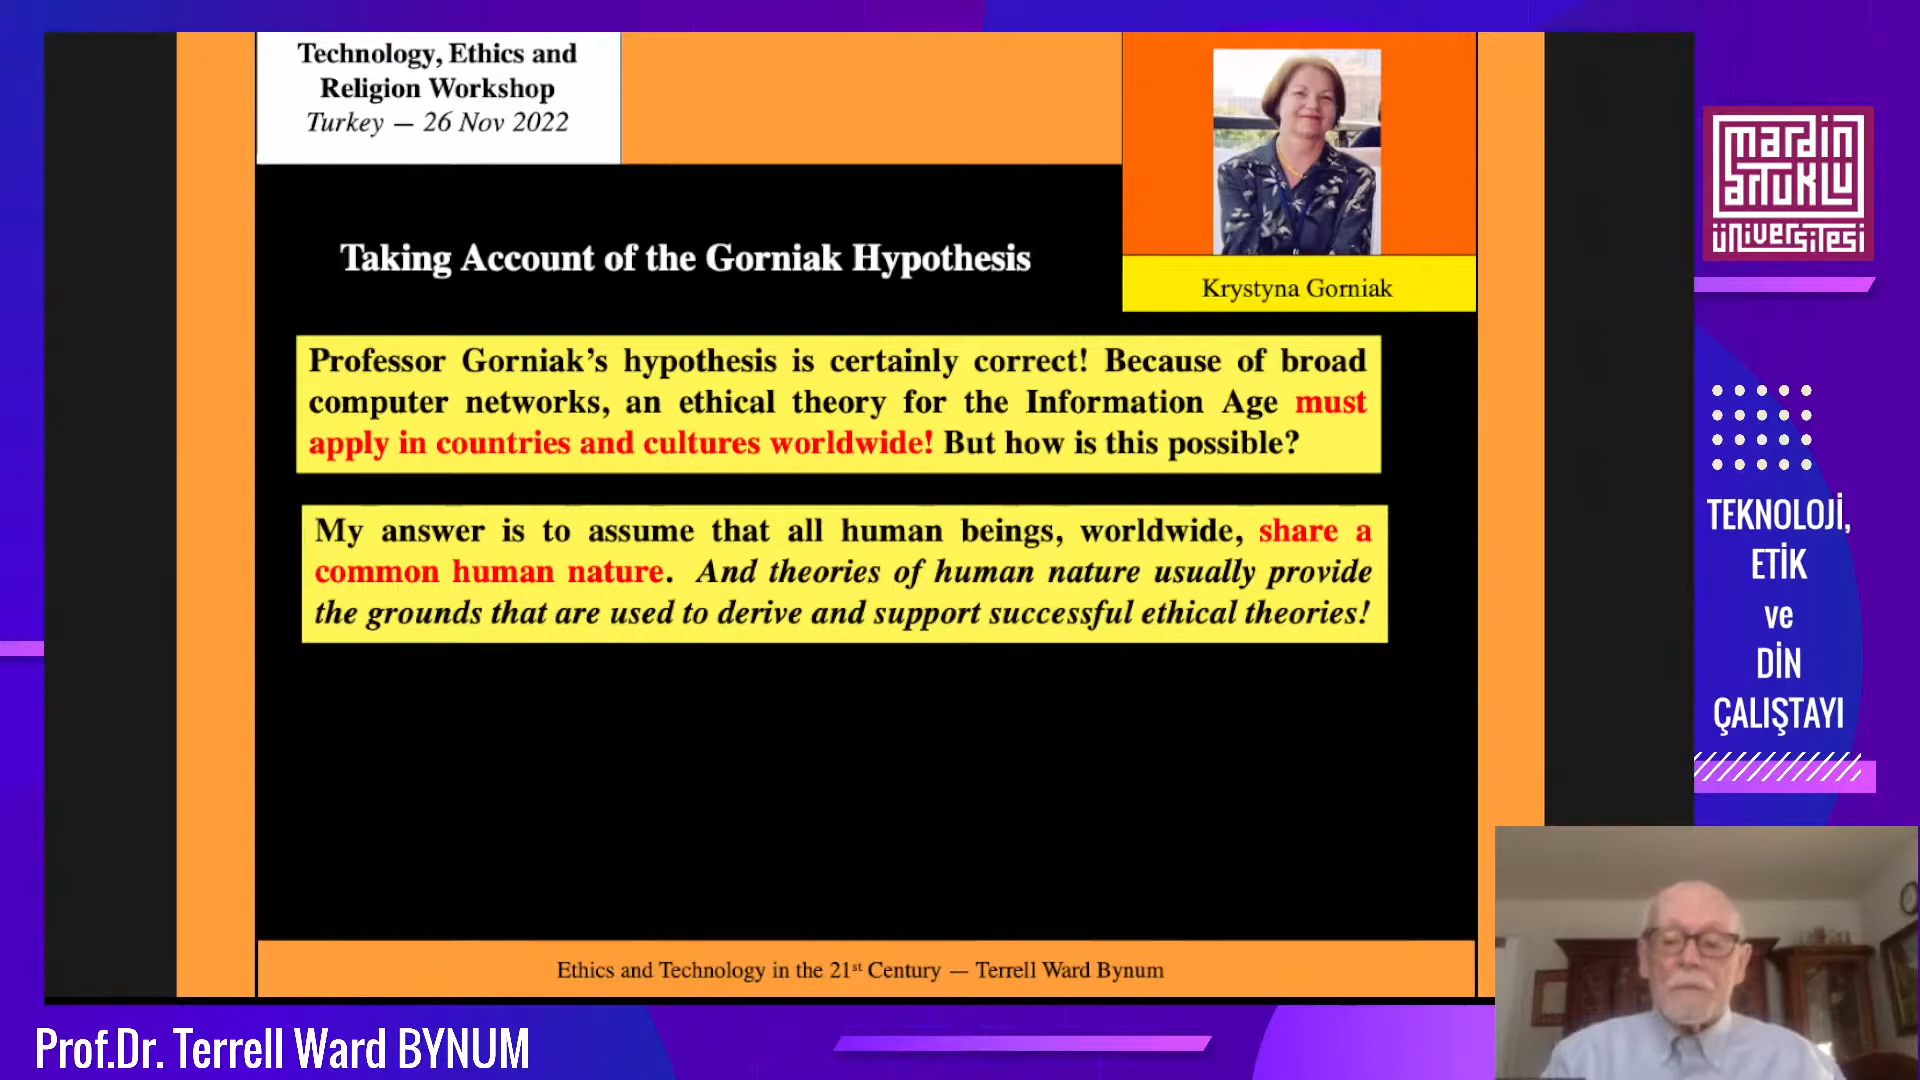 Technology, Ethics and
Religion Workshop
Turkey — 26 Nov 2022
Krystyna Gorniak
Taking Account of the Gorniak Hypothesis
Professor Gorniak’s hypothesis is certainly correct! Because of broad
computer networks, an ethical theory for the Information Age must
apply in countries and cultures worldwide! But how is this possible?
My answer is to assume that all human beings, worldwide, share a
common human nature. And theories of human nature usually provide
the grounds that are used to derive and support successful ethical theories!
Ethics and Technology in the 21st Century — Terrell Ward Bynum
mardin
artuklu
üniversitesi
TEKNOLOJİ,
ETİK
ve
DİN
ÇALIŞTAYI
Prof.Dr. Terrell Ward BYNUM